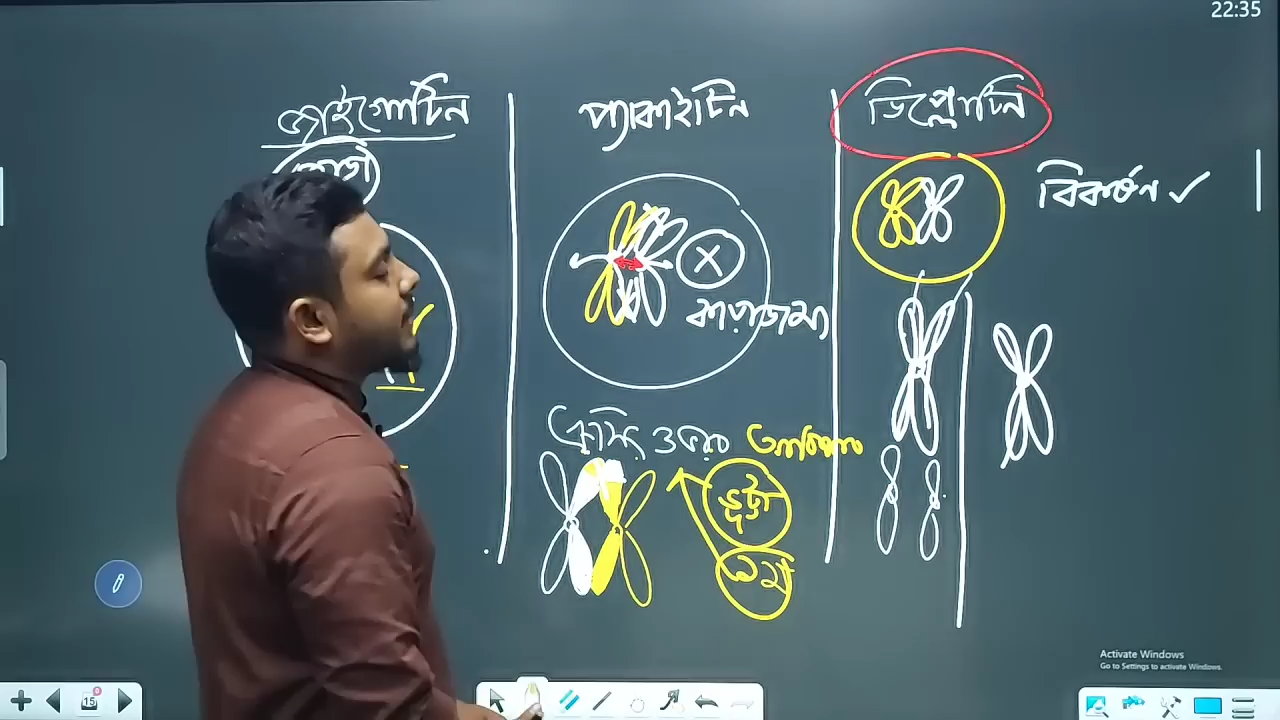 22:35
জাইগোটিন
প্যাকাইটিন
ডিপ্লোটিন
বিকর্ষণ ✓
X
কায়াজমা
ক্রসিং ওভার
ভুট্টা
15
Activate Windows
Go to Settings to activate Windows.